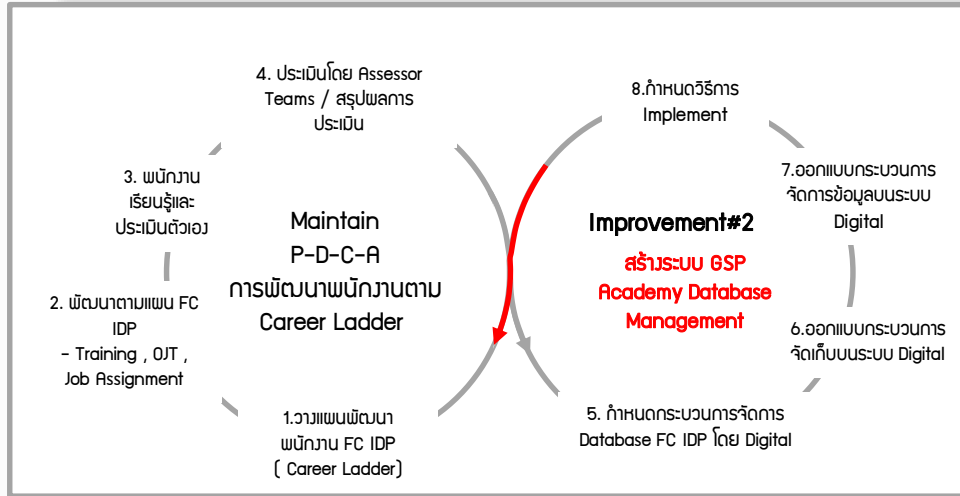 4. ประเมินโดย Assessor
Teams / สรุปผลการ
ประเมิน
3. พนักงาน
เรียนรู้และ
ประเมินตัวเอง
2. พัฒนาตามแผน FC
IDP
- Training , OJT ,
Job Assignment
1.วางแผนพัฒนา
พนักงาน FC IDP
( Career Ladder)
Maintain
P-D-C-A
การพัฒนาพนักงานตาม
Career Ladder
8.กำหนดวิธีการ
Implement
7.ออกแบบกระบวนการ
จัดการข้อมูลบนระบบ
Digital
Improvement#2
สร้างระบบ GSP
Academy Database
Management
6.ออกแบบกระบวนการ
จัดเก็บบนระบบ Digital
5. กำหนดกระบวนการจัดการ
Database FC IDP โดย Digital